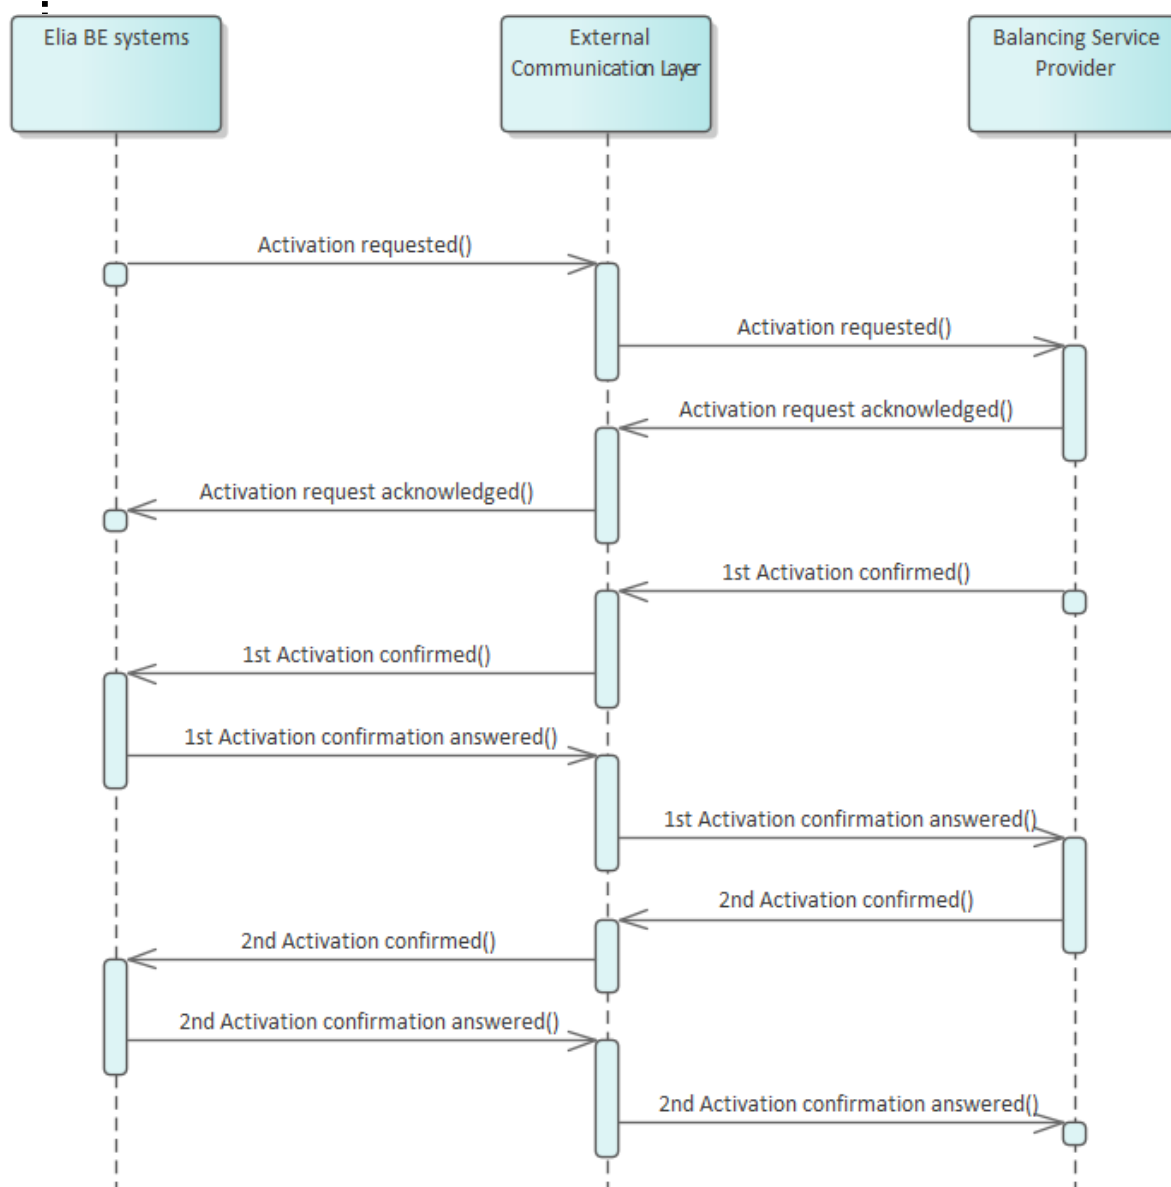 Elia BE systems
External
Communication Layer
Balancing Service
Provider
Activation requested()
Activation requested()
Activation request acknowledged()
Activation request acknowledged()
1st Activation confirmed()
1st Activation confirmed()
1st Activation confirmation answered()
1st Activation confirmation answered()
2nd Activation confirmed()
2nd Activation confirmed()
2nd Activation confirmation answered()
2nd Activation confirmation answered()